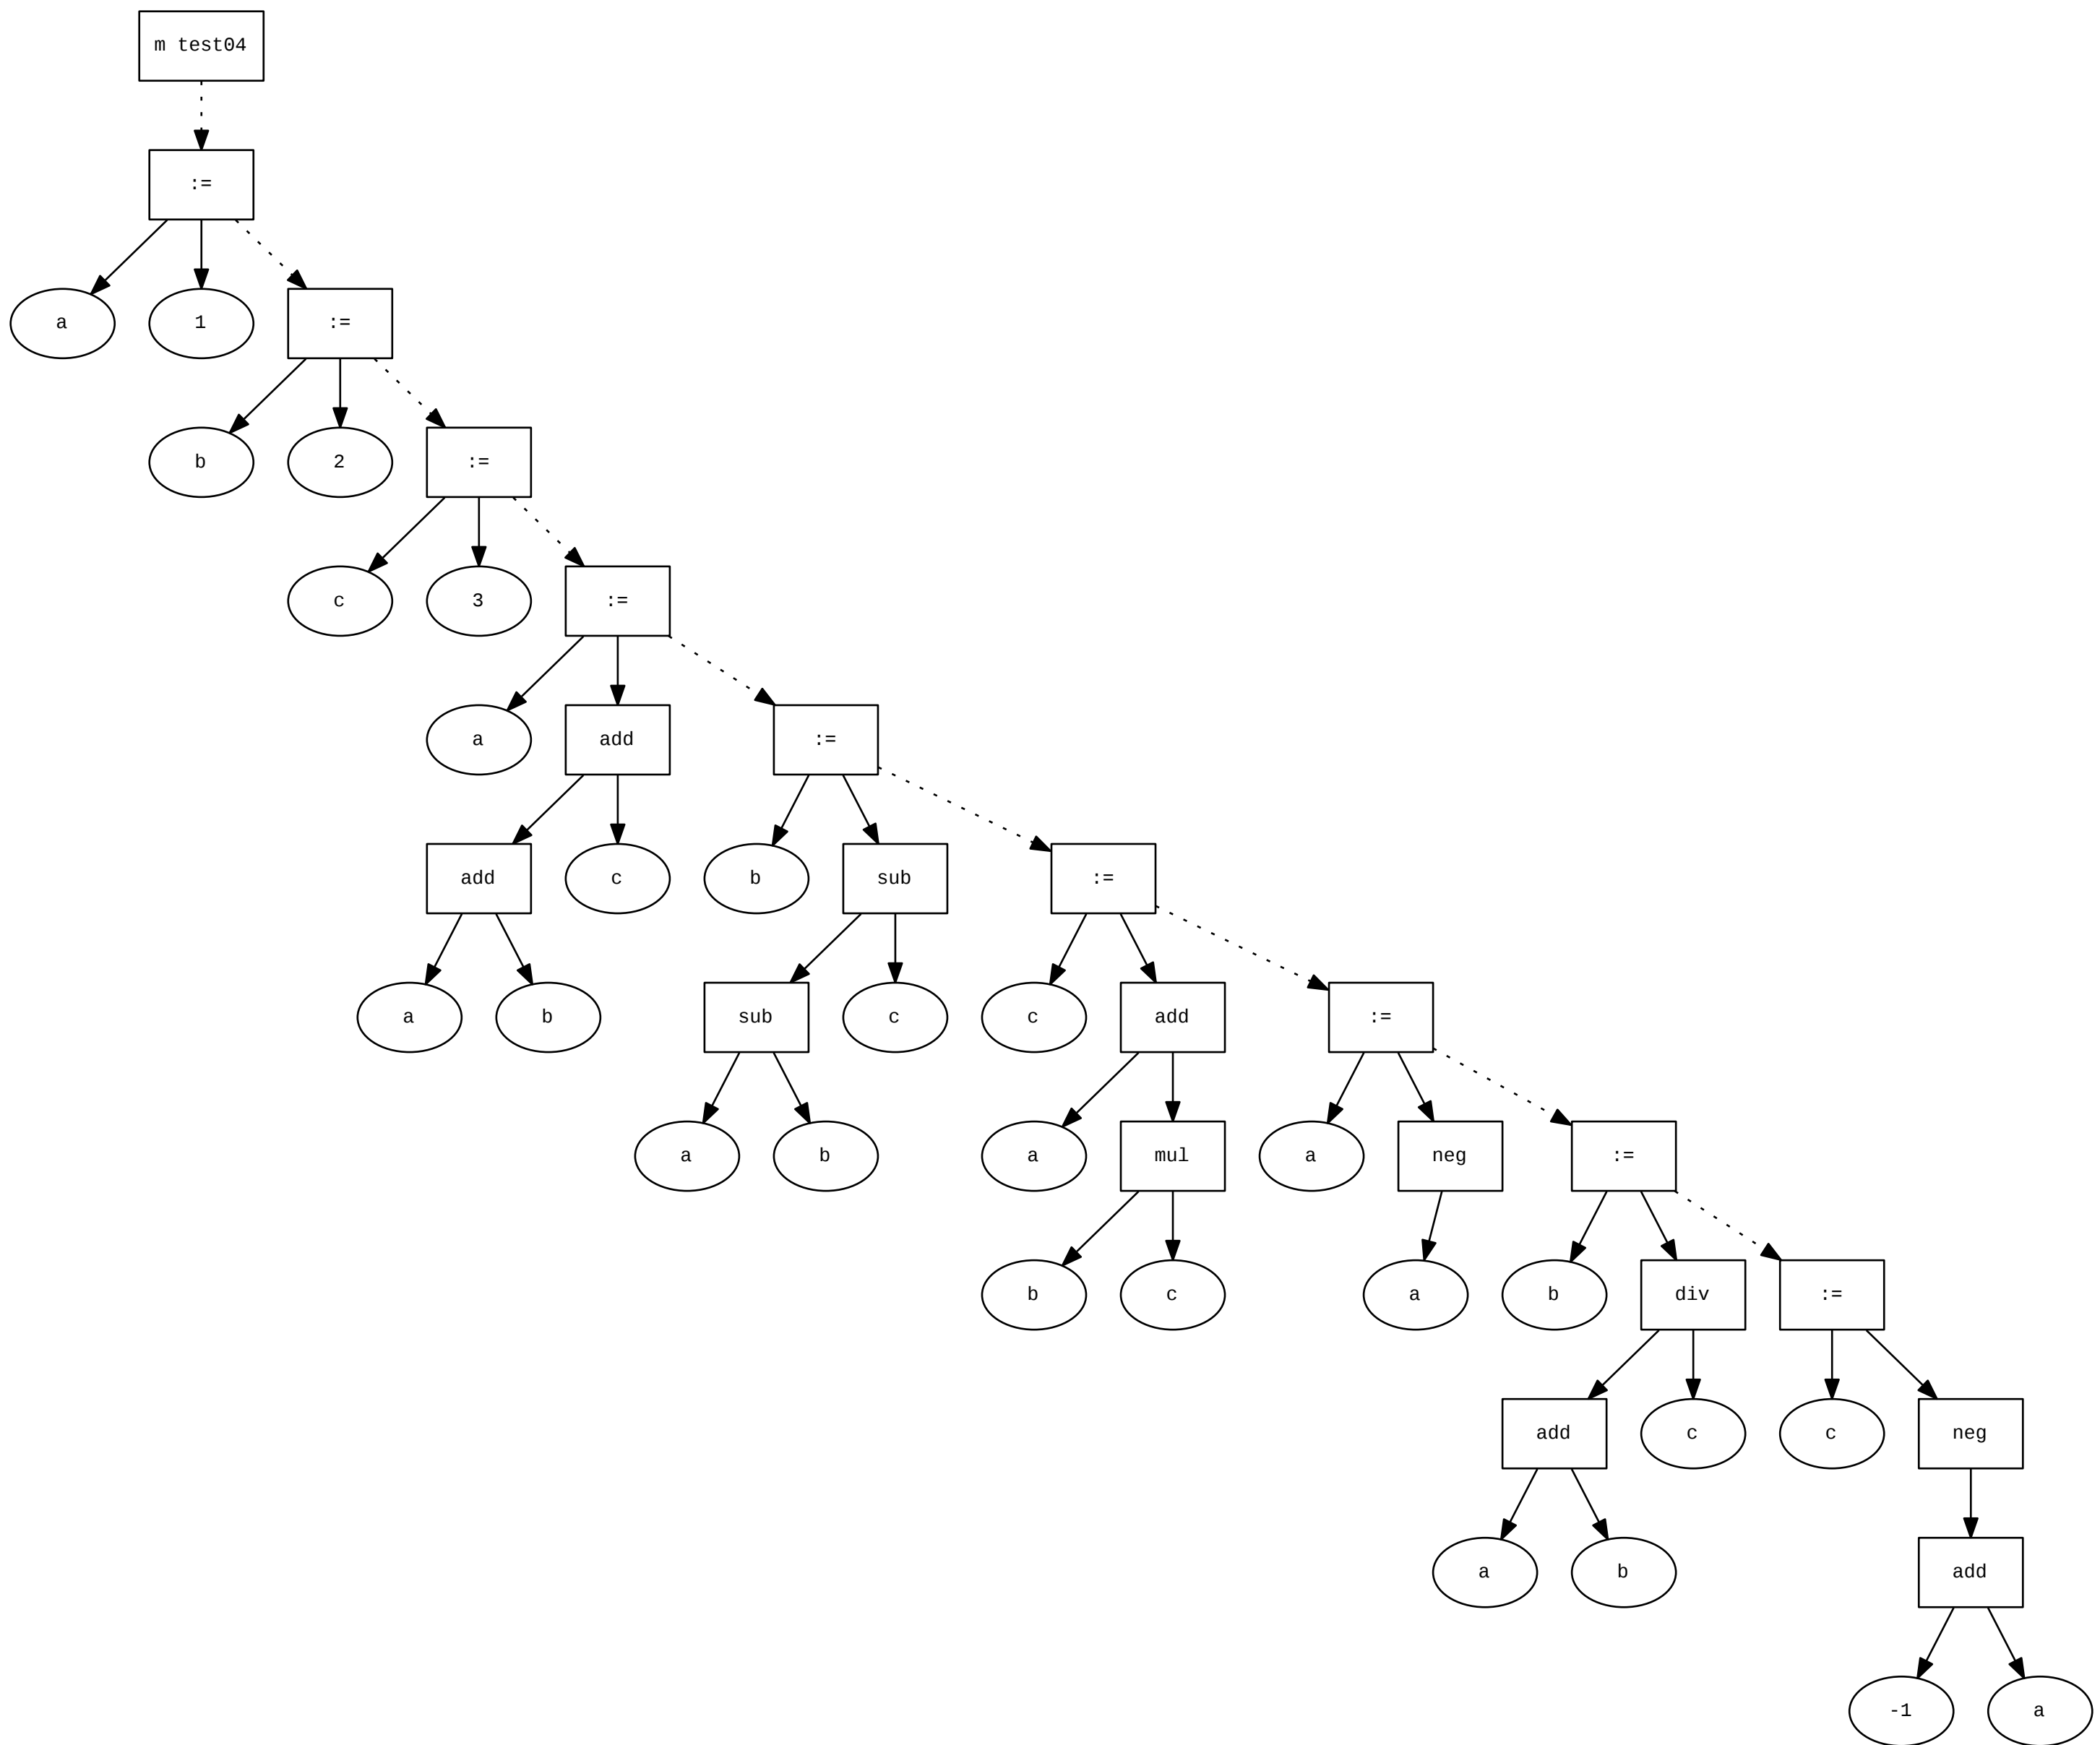 m test04
:=
a 1 :=
b 2 :=
c 3 :=
a add :=
add c b sub :=
a b sub c c add :=
a b a mul a neg :=
b c a b div :=
add c c neg
a b add
-1 a